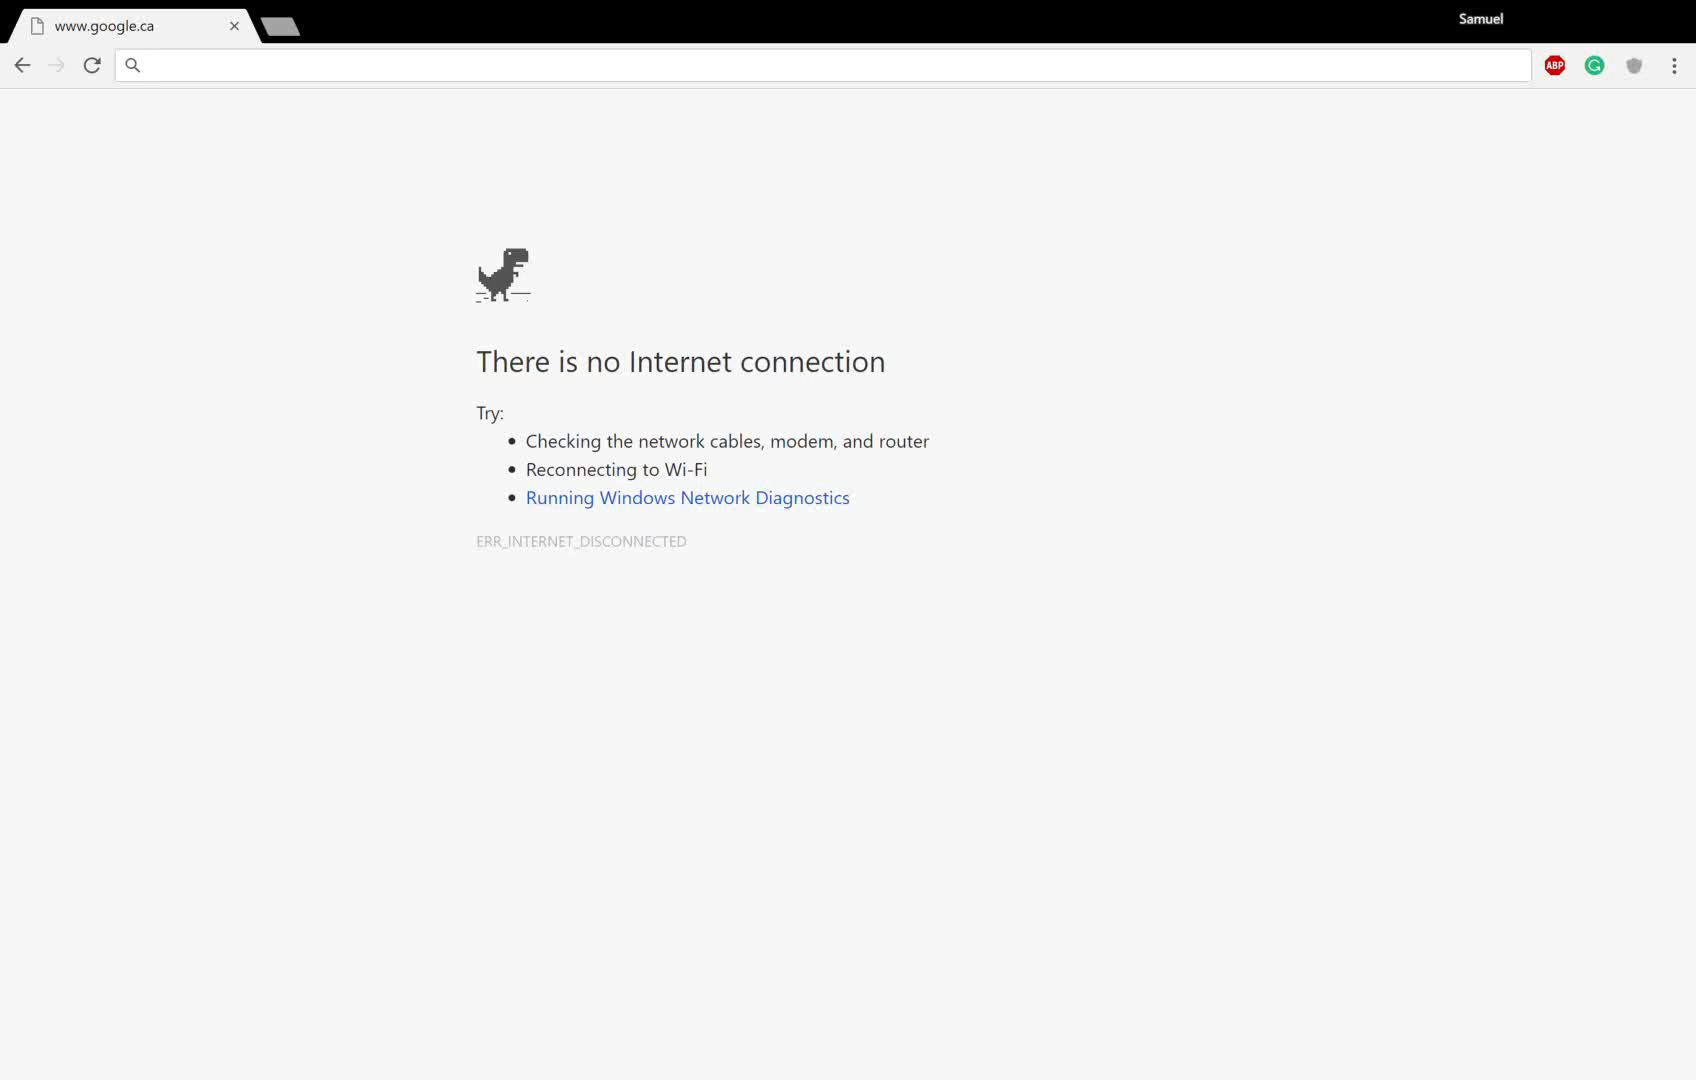 www.google.ca
Samuel
ABP
There is no Internet connection
Try:
Checking the network cables, modem, and router
Reconnecting to Wi-Fi
Running Windows Network Diagnostics
ERR_INTERNET_DISCONNECTED